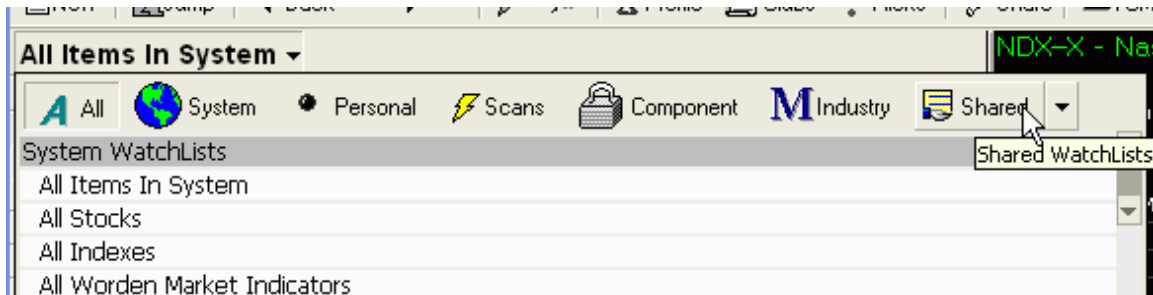 All Items In System
NDX-X - Nas
A All System Personal Scans Component M Industry Shared
System WatchLists
Shared WatchLists
All Items In System
All Stocks
All Indexes
All Worden Market Indicators